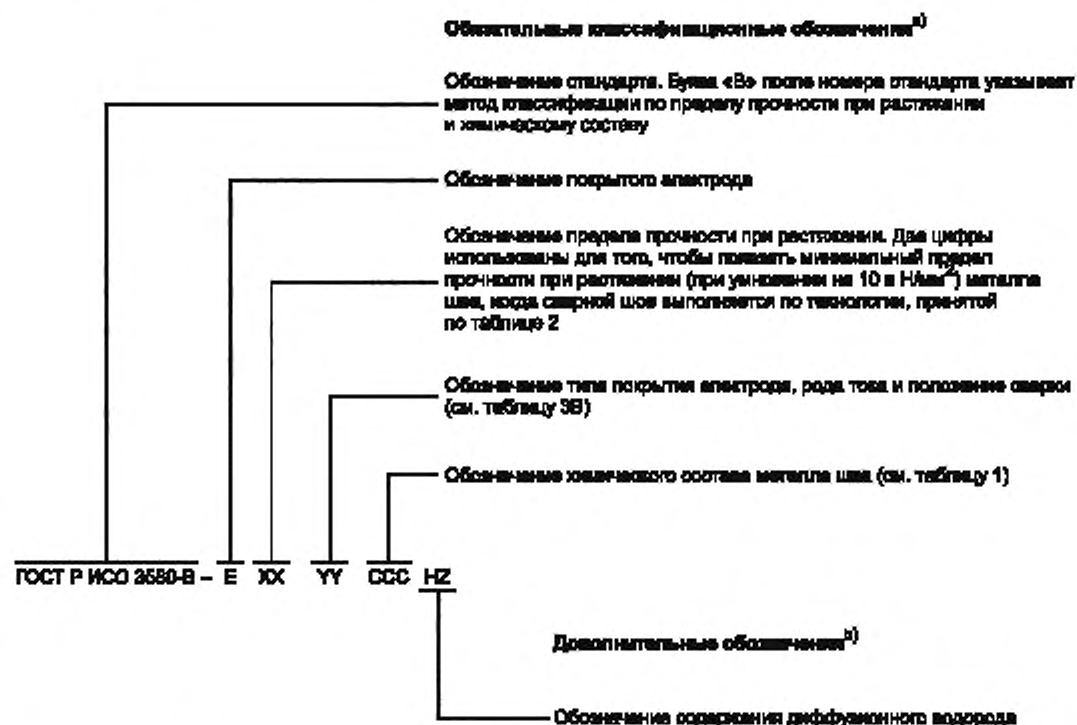 Обязательные классификационные обозначения a)
Обозначение стандарта. Буква «В» после номера стандарта указывает
метод классификации по пределу прочности при растяжении
и химическому составу
Обозначение покрытого электрода
Обозначение предела прочности при растяжении. Две цифры
использованы для того, чтобы показать минимальный предел
прочности при растяжении (при умножении на 10 в Н/мм²) металла
шва, когда сварной шов выполняется по технологии, принятой
по таблице 2
Обозначение типа покрытия электрода, рода тока и положение сварки
(см. таблицу 3В)
Обозначение химического состава металла шва (см. таблицу 1)
ГОСТ Р ИСО 3580-В – Е XX YY CCC HZ
Дополнительные обозначения
Обозначение содержания диффузионного водорода